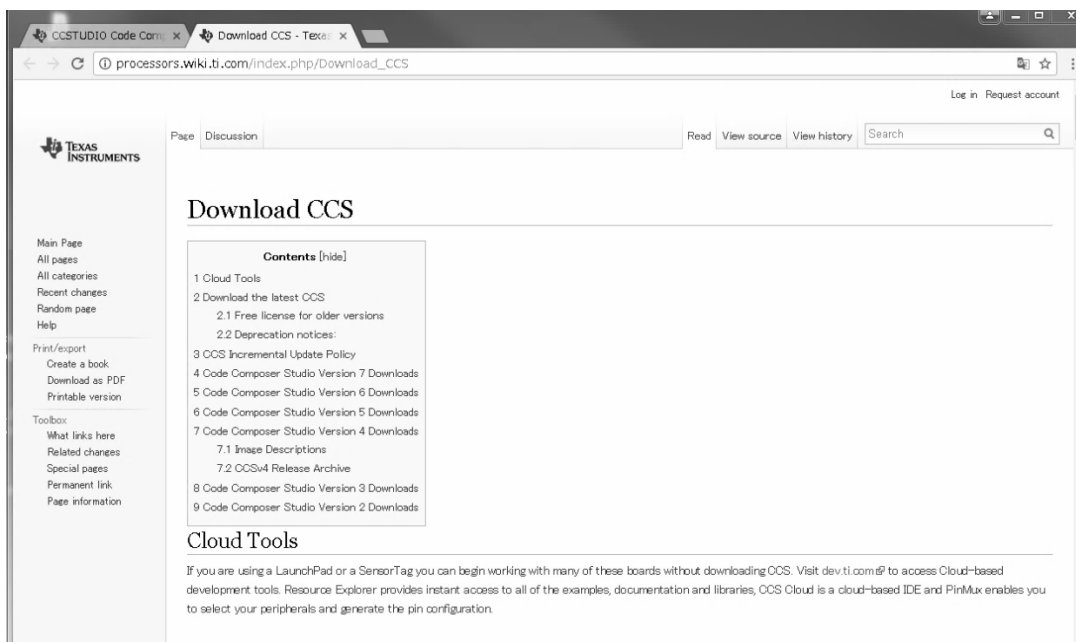 CCSTUDIO Code Com
Download CCS - Texas
processors.wiki.ti.com/index.php/Download_CCS
Log in Request account
TEXAS
INSTRUMENTS
Page Discussion
Read View source View history Search
Download CCS
Main Page
All pages
All categories
Recent changes
Random page
Help
Print/export
Create a book
Download as PDF
Printable version
Toolbox
What links here
Related changes
Special pages
Permanent link
Page information
Contents [hide]
1 Cloud Tools
2 Download the latest CCS
2.1 Free license for older versions
2.2 Deprecation notices:
3 CCS Incremental Update Policy
4 Code Composer Studio Version 7 Downloads
5 Code Composer Studio Version 6 Downloads
6 Code Composer Studio Version 5 Downloads
7 Code Composer Studio Version 4 Downloads
7.1 Image Descriptions
7.2 CCSv4 Release Archive
8 Code Composer Studio Version 3 Downloads
9 Code Composer Studio Version 2 Downloads
Cloud Tools
If you are using a LaunchPad or a SensorTag you can begin working with many of these boards without downloading CCS. Visit dev.ti.com to access Cloud-based
development tools. Resource Explorer provides instant access to all of the examples, documentation and libraries, CCS Cloud is a cloud-based IDE and PinMux enables you
to select your peripherals and generate the pin configuration.